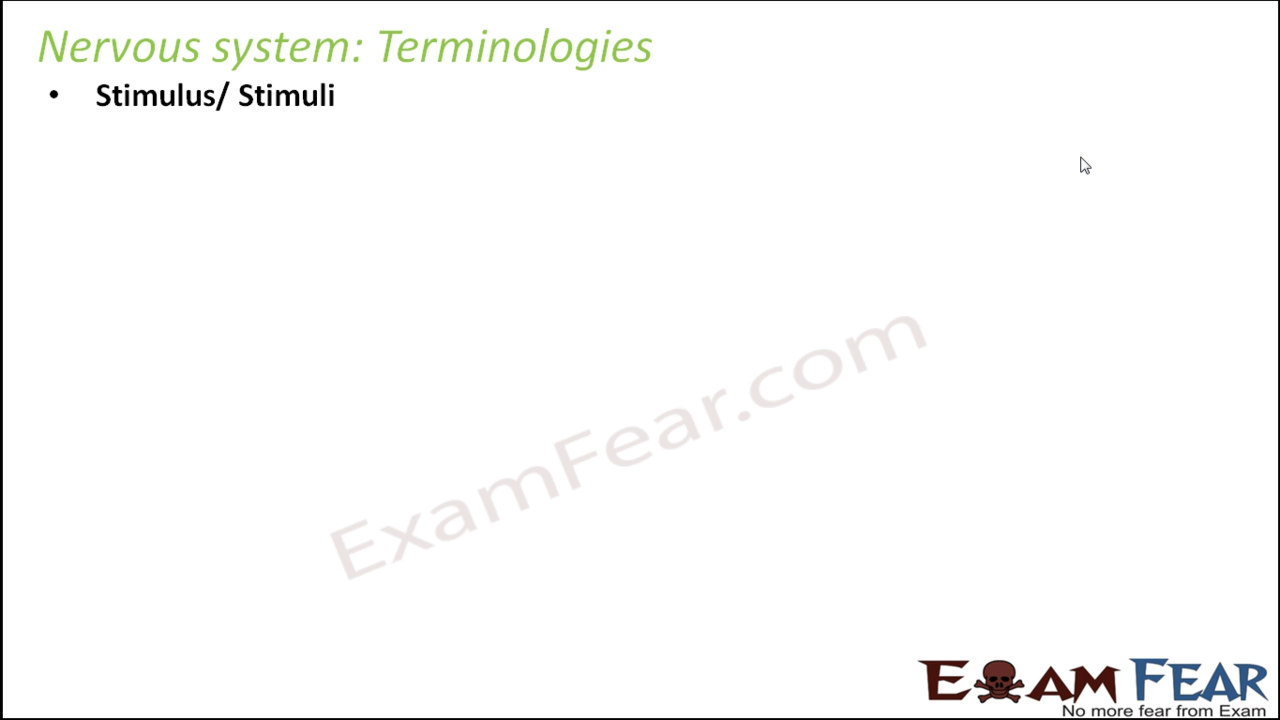 Nervous system: Terminologies
• Stimulus/ Stimuli
ExamFear.com
EXAM FEAR
No more fear from Exam